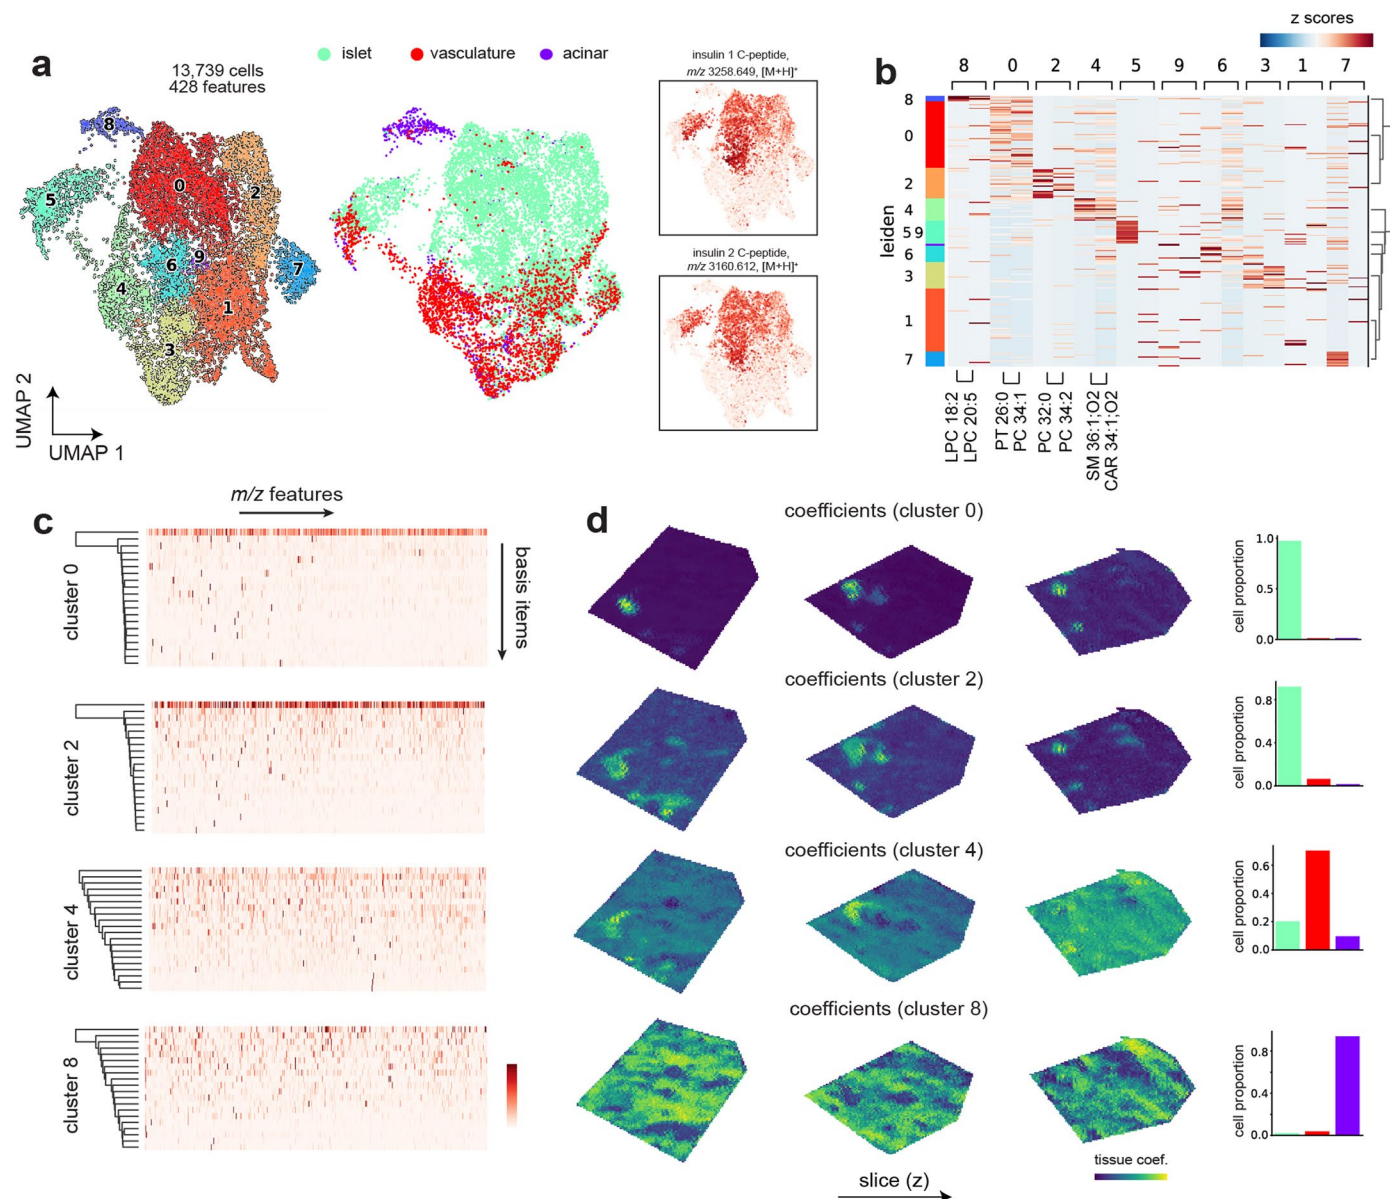 a
13,739 cells
428 features
islet
vasculature
acinar
8
0
2
5
6
9
7
4
1
3
UMAP 2
UMAP 1
insulin 1 C-peptide,
m/z 3258.649, [M+H]⁺
insulin 2 C-peptide,
m/z 3160.612, [M+H]⁺
b
z scores
8 0 2 4 5 9 6 3 1 7
leiden
8
0
2
4
5 9
6
3
1
7
LPC 18:2
LPC 20:5
PT 26:0
PC 34:1
PC 32:0
PC 34:2
SM 36:1;O2
CAR 34:1;O2
c
m/z features
basis items
cluster 0
cluster 2
cluster 4
cluster 8
d
coefficients (cluster 0)
cell proportion
1.0
0.5
0.0
coefficients (cluster 2)
cell proportion
0.8
0.4
0.0
coefficients (cluster 4)
cell proportion
0.6
0.4
0.2
0.0
coefficients (cluster 8)
cell proportion
0.8
0.4
0.0
tissue coef.
slice (z)